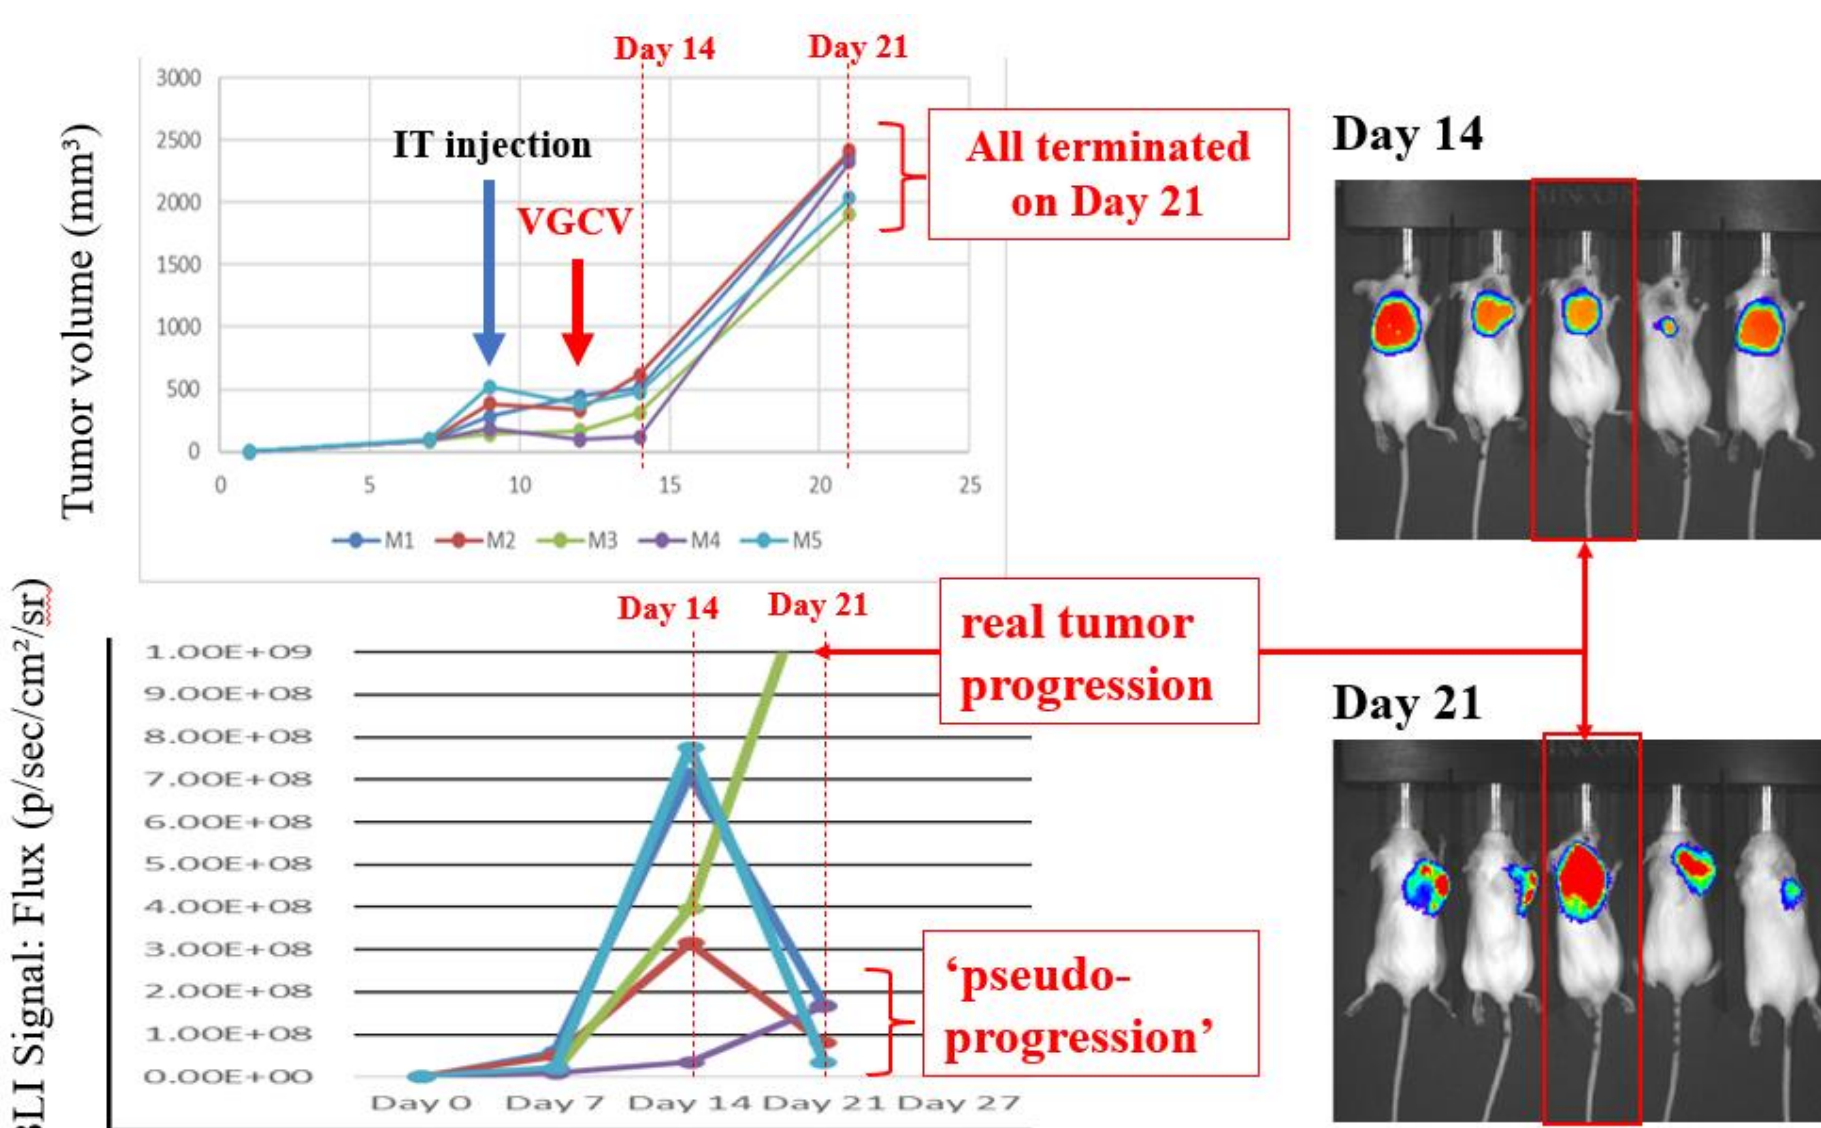 Day 14
Day 21
3000
2500
2000
1500
1000
500
0
0
5
10
15
20
25
Tumor volume (mm³)
IT injection
VGCV
All terminated
on Day 21
M1
M2
M3
M4
M5
Day 14
Day 14
Day 21
real tumor
progression
1.00E+09
9.00E+08
8.00E+08
7.00E+08
6.00E+08
5.00E+08
4.00E+08
3.00E+08
2.00E+08
1.00E+08
0.00E+00
Day 0
Day 7
Day 14
Day 21
Day 27
BLI Signal: Flux (p/sec/cm²/sr)
‘pseudo-
progression’
Day 21